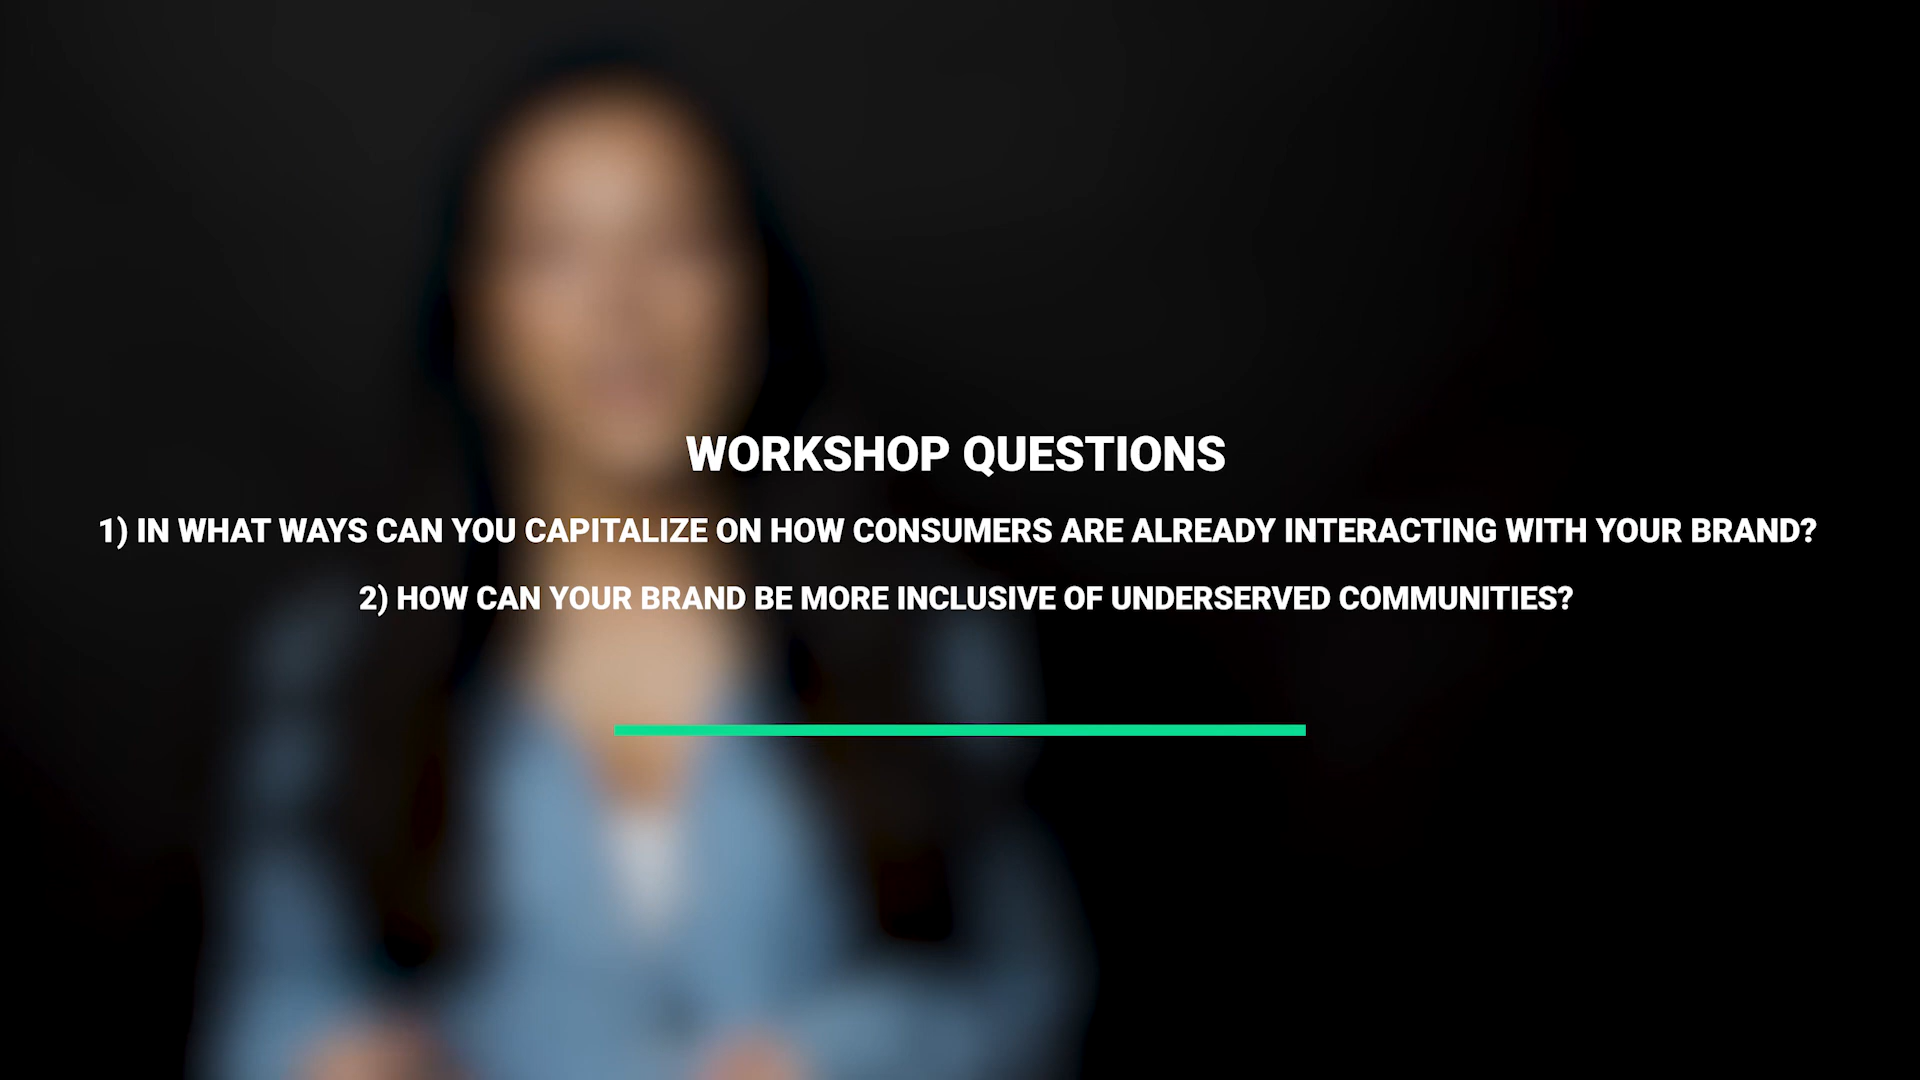 WORKSHOP QUESTIONS
1) IN WHAT WAYS CAN YOU CAPITALIZE ON HOW CONSUMERS ARE ALREADY INTERACTING WITH YOUR BRAND?
2) HOW CAN YOUR BRAND BE MORE INCLUSIVE OF UNDERSERVED COMMUNITIES?